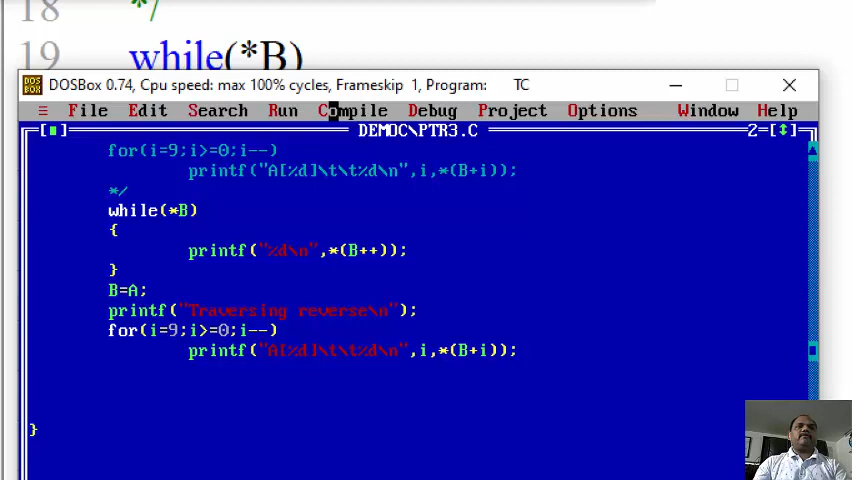 18 */
19 while(*B)
DOSBox 0.74, Cpu speed: max 100% cycles, Frameskip 1, Program: TC
≡ File Edit Search Run Compile Debug Project Options Window Help
[■] DEMOC\PTR3.C 2=[↕]
for(i=9;i>=0;i--)
printf("A[%d]\t\t%d\n",i,*(B+i));
*/
while(*B)
{
printf("%d\n",*(B++));
}
B=A;
printf("Traversing reverse\n");
for(i=9;i>=0;i--)
printf("A[%d]\t\t%d\n",i,*(B+i));
}